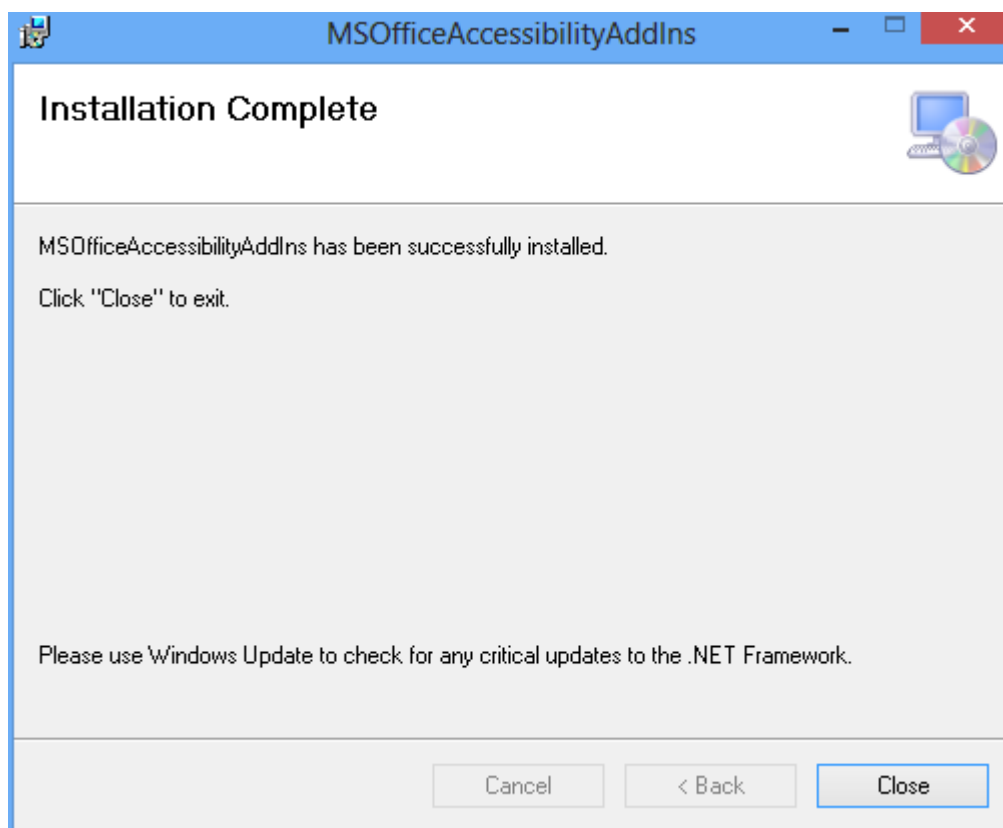 MSOfficeAccessibilityAddIns
Installation Complete
MSOfficeAccessibilityAddIns has been successfully installed.
Click "Close" to exit.
Please use Windows Update to check for any critical updates to the .NET Framework.
Cancel
< Back
Close